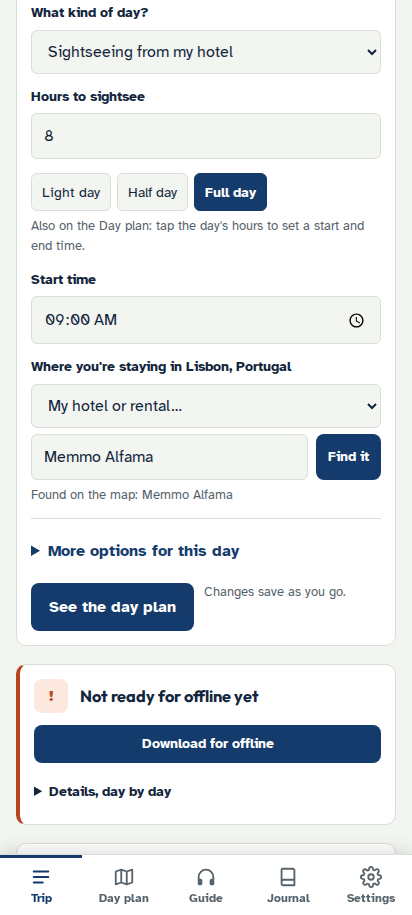 What kind of day?
Sightseeing from my hotel
Hours to sightsee
8
Light day
Half day
Full day
Also on the Day plan: tap the day's hours to set a start and
end time.
Start time
09:00 AM
Where you're staying in Lisbon, Portugal
My hotel or rental...
Memmo Alfama
Find it
Found on the map: Memmo Alfama
More options for this day
See the day plan
Changes save as you go.
!
Not ready for offline yet
Download for offline
Details, day by day
Trip
Day plan
Guide
Journal
Settings